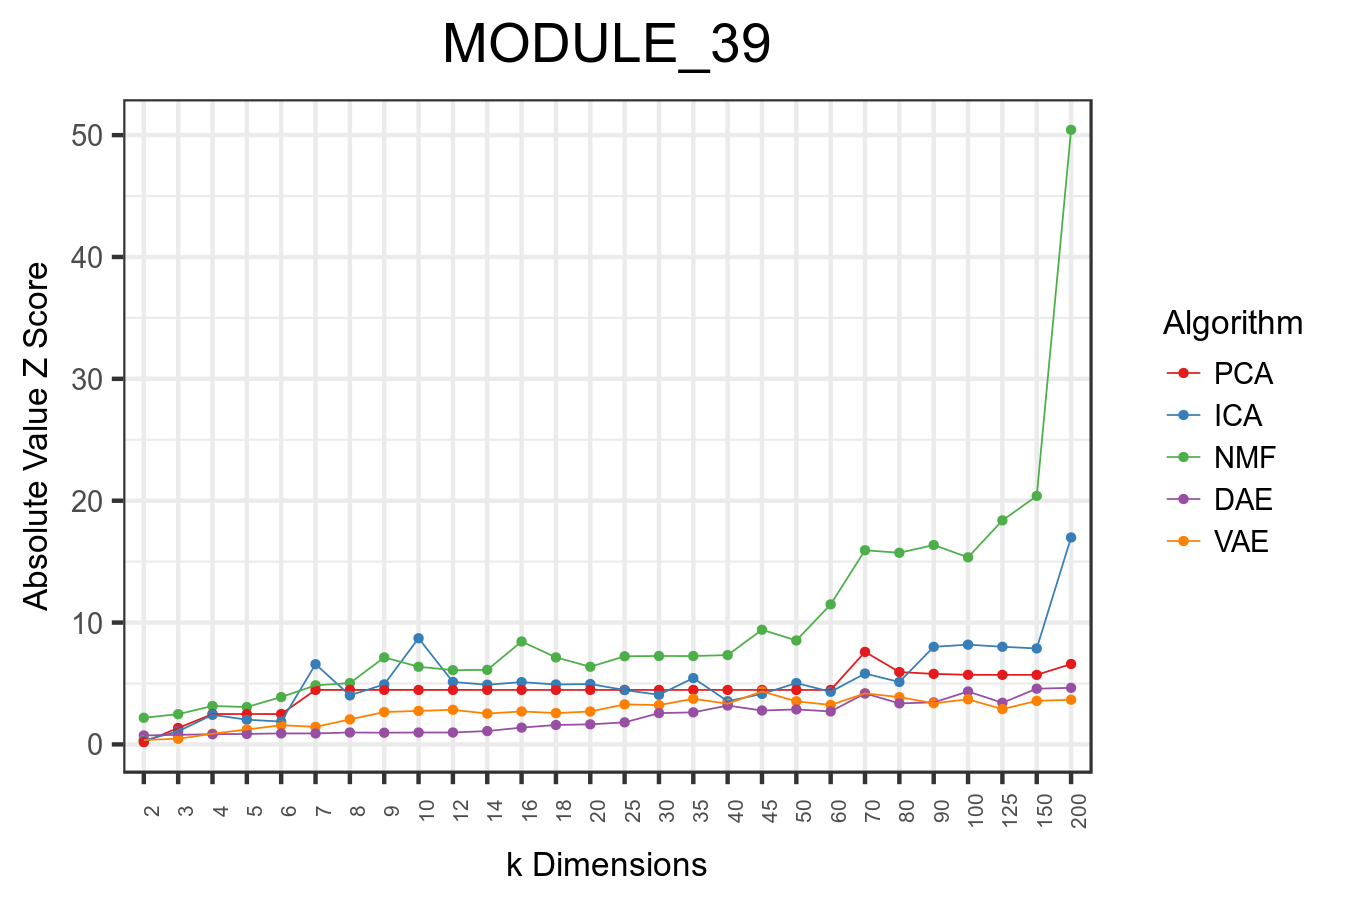 MODULE_39
Absolute Value Z Score
50
40
30
20
10
0
2 3 4 5 6 7 8 9 10 12 14 16 18 20 25 30 35 40 45 50 60 70 80 90 100 125 150 200
k Dimensions
Algorithm
PCA
ICA
NMF
DAE
VAE